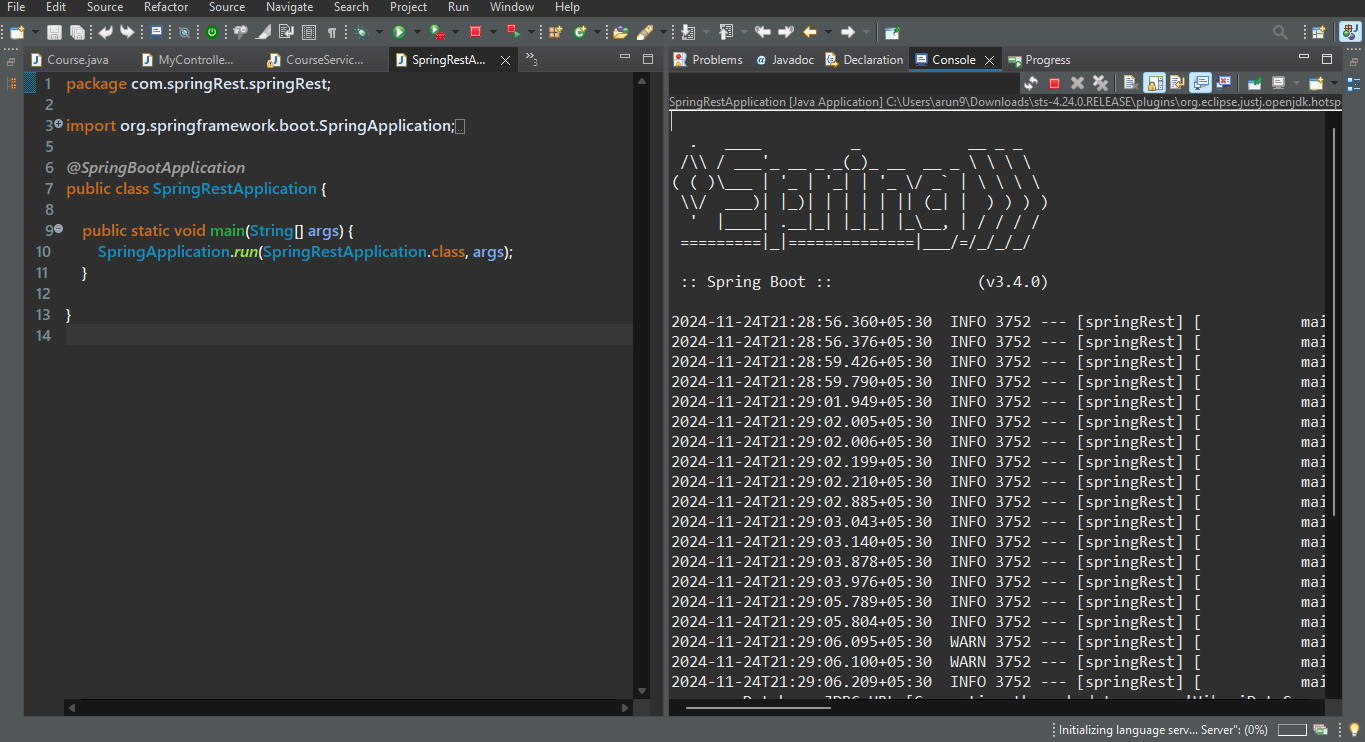 File Edit Source Refactor Source Navigate Search Project Run Window Help
Course.java MyControlle... CourseServic... SpringRestA... »3
1 package com.springRest.springRest;
2
3 import org.springframework.boot.SpringApplication;
5
6 @SpringBootApplication
7 public class SpringRestApplication {
8
9 public static void main(String[] args) {
10 SpringApplication.run(SpringRestApplication.class, args);
11 }
12
13 }
14
Problems Javadoc Declaration Console Progress
SpringRestApplication [Java Application] C:\Users\arun9\Downloads\sts-4.24.0.RELEASE\plugins\org.eclipse.justj.openjdk.hotsp
  .   ____          _            __ _ _
 /\\ / ___'_ __ _ _(_)_ __  __ _ \ \ \ \
( ( )\___ | '_ | '_| | '_ \/ _` | \ \ \ \
 \\/  ___)| |_)| | | | | || (_| |  ) ) ) )
  '  |____| .__|_| |_|_| |_\__, | / / / /
 =========|_|==============|___/=/_/_/_/
:: Spring Boot :: (v3.4.0)
2024-11-24T21:28:56.360+05:30 INFO 3752 --- [springRest] [ mai
2024-11-24T21:28:56.376+05:30 INFO 3752 --- [springRest] [ mai
2024-11-24T21:28:59.426+05:30 INFO 3752 --- [springRest] [ mai
2024-11-24T21:28:59.790+05:30 INFO 3752 --- [springRest] [ mai
2024-11-24T21:29:01.949+05:30 INFO 3752 --- [springRest] [ mai
2024-11-24T21:29:02.005+05:30 INFO 3752 --- [springRest] [ mai
2024-11-24T21:29:02.006+05:30 INFO 3752 --- [springRest] [ mai
2024-11-24T21:29:02.199+05:30 INFO 3752 --- [springRest] [ mai
2024-11-24T21:29:02.210+05:30 INFO 3752 --- [springRest] [ mai
2024-11-24T21:29:02.885+05:30 INFO 3752 --- [springRest] [ mai
2024-11-24T21:29:03.043+05:30 INFO 3752 --- [springRest] [ mai
2024-11-24T21:29:03.140+05:30 INFO 3752 --- [springRest] [ mai
2024-11-24T21:29:03.878+05:30 INFO 3752 --- [springRest] [ mai
2024-11-24T21:29:03.976+05:30 INFO 3752 --- [springRest] [ mai
2024-11-24T21:29:05.789+05:30 INFO 3752 --- [springRest] [ mai
2024-11-24T21:29:05.804+05:30 INFO 3752 --- [springRest] [ mai
2024-11-24T21:29:06.095+05:30 WARN 3752 --- [springRest] [ mai
2024-11-24T21:29:06.100+05:30 WARN 3752 --- [springRest] [ mai
2024-11-24T21:29:06.209+05:30 INFO 3752 --- [springRest] [ mai
Initializing language serv... Server": (0%)